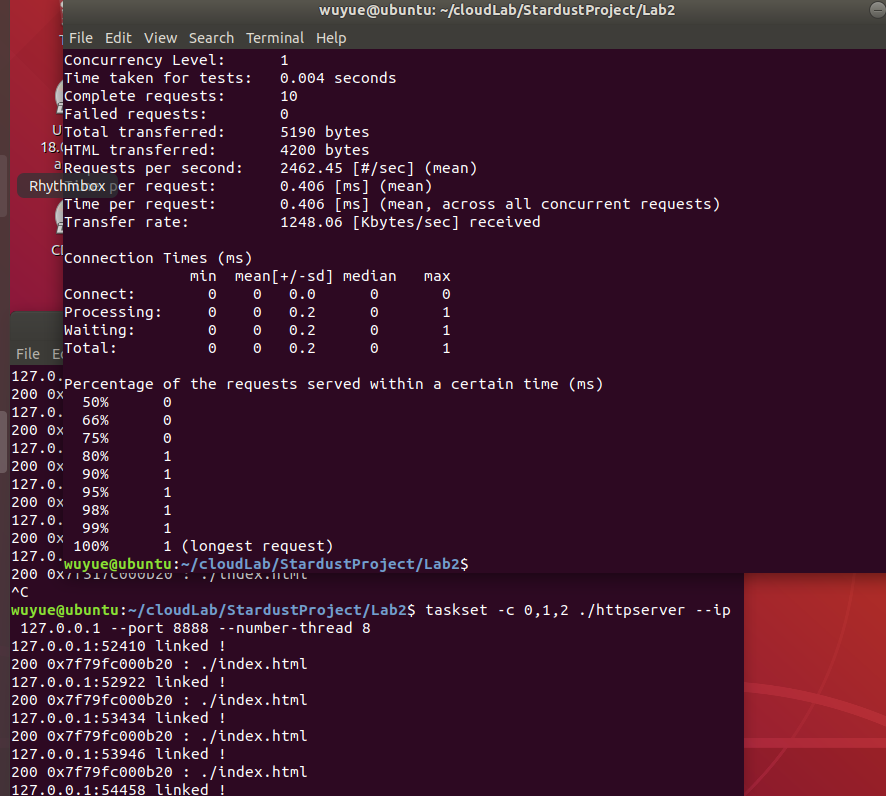 wuyue@ubuntu: ~/cloudLab/StardustProject/Lab2
File Edit View Search Terminal Help
Concurrency Level:      1
Time taken for tests:   0.004 seconds
Complete requests:      10
Failed requests:        0
Total transferred:      5190 bytes
HTML transferred:       4200 bytes
Requests per second:    2462.45 [#/sec] (mean)
Rhythmbox
per request:       0.406 [ms] (mean)
Time per request:       0.406 [ms] (mean, across all concurrent requests)
Transfer rate:          1248.06 [Kbytes/sec] received
Connection Times (ms)
              min  mean[+/-sd] median   max
Connect:        0    0   0.0      0       0
Processing:     0    0   0.2      0       1
Waiting:        0    0   0.2      0       1
Total:          0    0   0.2      0       1
Percentage of the requests served within a certain time (ms)
  50%      0
  66%      0
  75%      0
  80%      1
  90%      1
  95%      1
  98%      1
  99%      1
 100%      1 (longest request)
wuyue@ubuntu:~/cloudLab/StardustProject/Lab2$
U
18.0
a
File
127.0.
200 0x
127.0.
200 0x
127.0.
200 0x
127.0.
200 0x
127.0.
200 0x
127.0.
200 0x7f317c000b20 : ./index.html
^C
wuyue@ubuntu:~/cloudLab/StardustProject/Lab2$ taskset -c 0,1,2 ./httpserver --ip
 127.0.0.1 --port 8888 --number-thread 8
127.0.0.1:52410 linked !
200 0x7f79fc000b20 : ./index.html
127.0.0.1:52922 linked !
200 0x7f79fc000b20 : ./index.html
127.0.0.1:53434 linked !
200 0x7f79fc000b20 : ./index.html
127.0.0.1:53946 linked !
200 0x7f79fc000b20 : ./index.html
127.0.0.1:54458 linked !